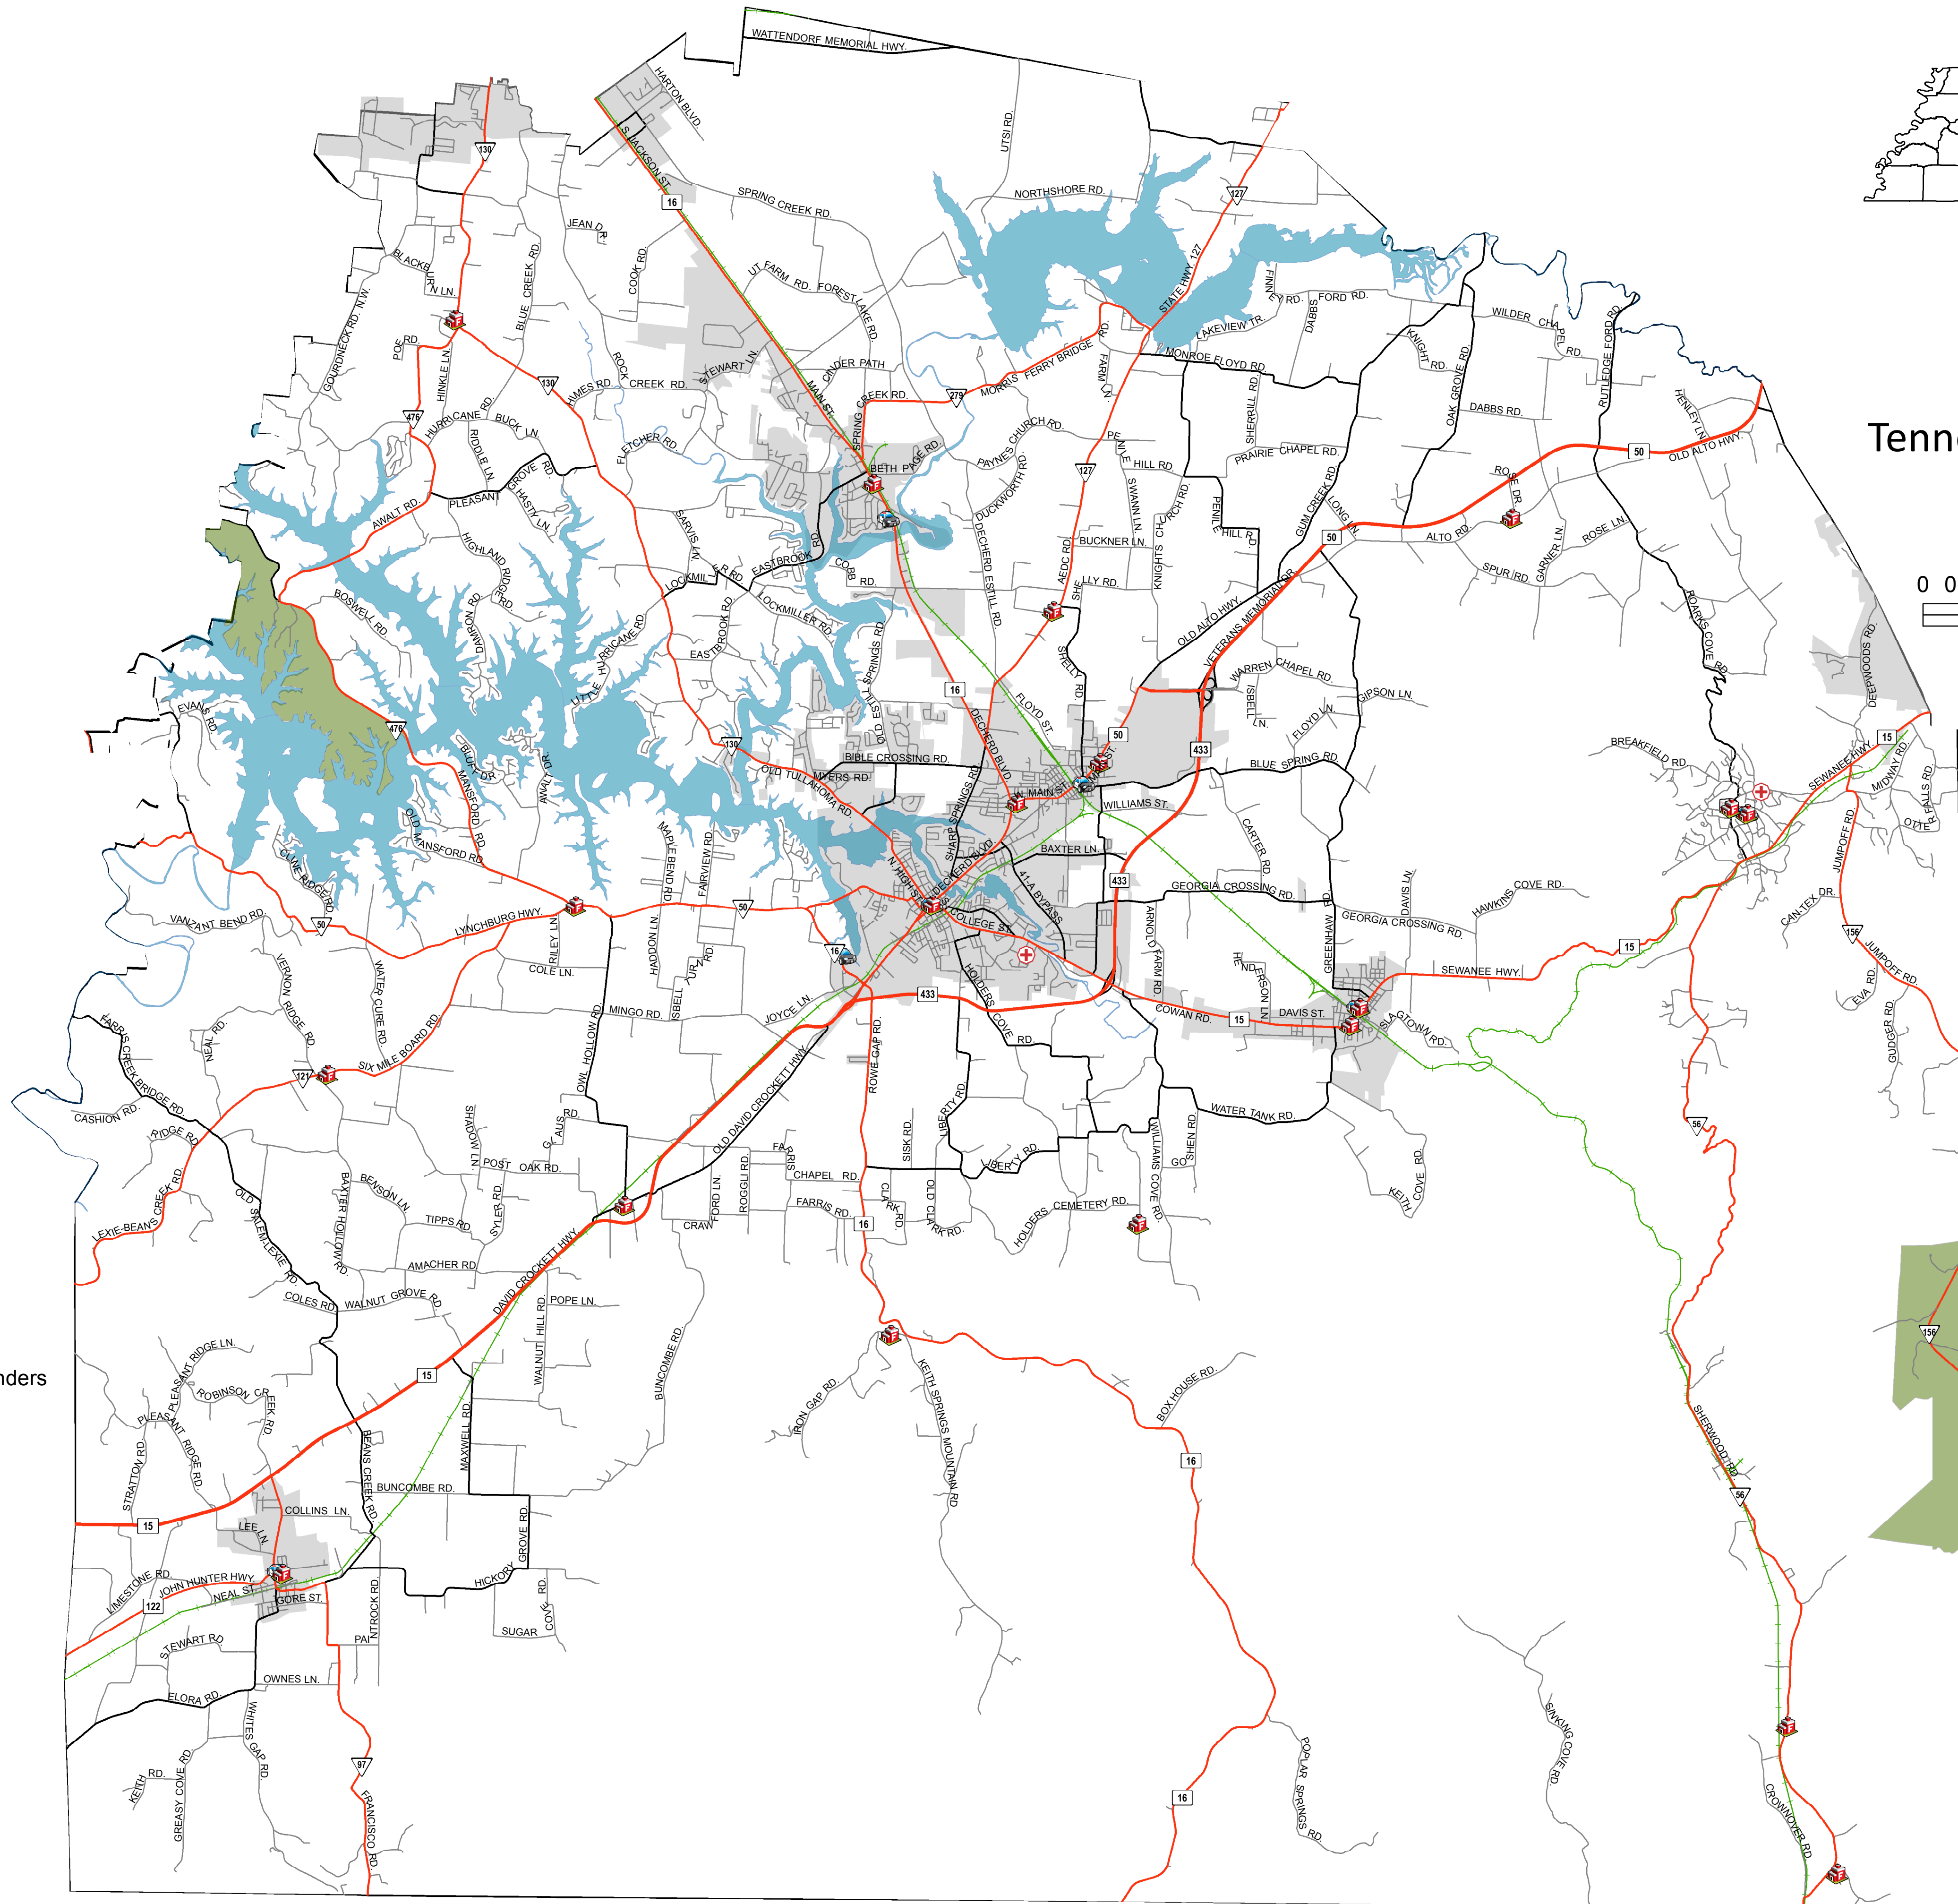 WATTENDORF MEMORIAL HWY.
HARTON BLVD.
S. JACKSON ST.
UTSI RD.
130
127
16
SPRING CREEK RD.
NORTHSHORE RD.
JEAN DR.
BLACKBURN LN.
COOK RD.
BLUE CREEK RD.
UT FARM RD.
FOREST LAKE RD.
STATE HWY. 127
FINNEY RD.
DABBS FORD RD.
LAKEVIEW TR.
GOURDNECK RD. N.W.
POE RD.
HINKLE LN.
130
HIMES RD.
ROCK CREEK RD.
STEWART LN.
CINDER PATH
MAIN ST.
SPRING CREEK RD.
279
MORRIS FERRY BRIDGE RD.
FARM LN.
MONROE FLOYD RD.
KNIGHT RD.
OAK GROVE RD.
WILDER CHAPEL RD.
RUTLEDGE FORD RD.
SHERRILL RD.
DABBS RD.
HENLEY LN.
Tenn
476
HURRICANE RD.
BUCK LN.
RIDDLE LN.
FLETCHER RD.
BETH PAGE RD.
PAYNES CHURCH RD.
PENILE HILL RD.
127
PRAIRIE CHAPEL RD.
50
OLD ALTO HWY.
ROSE DR.
AWALT RD.
PLEASANT GROVE RD.
HASTY LN.
DUCKWORTH RD.
SWANN LN.
KNIGHTS CHURCH RD.
PENILE HILL RD.
GUM CREEK RD.
LONG LN.
50
ALTO RD.
GARNER LN.
ROSE LN.
SPUR RD.
SARVIS LN.
HIGHLAND RIDGE RD.
EASTBROOK RD
LOCKMILLER RD.
COBB RD.
DECHERD ESTILL RD.
AEDC RD.
BUCKNER LN.
SHELLY RD.
0 0
BOSWELL RD.
DAMRON RD.
LITTLE HURRICANE RD.
EASTBROOK RD.
LOCKMILLER RD.
OLD ESTILL SPRINGS RD.
SHELLY RD.
OLD ALTO HWY.
VETERANS MEMORIAL DR.
WARREN CHAPEL RD.
ISBELL LN.
GIPSON LN.
FLOYD LN.
ROARKS COVE RD.
DEEPWOODS RD.
EVANS RD.
476
BLUFT DR.
AWALT DR.
130
16
DECHERD BLVD.
FLOYD ST.
50
433
BLUE SPRING RD.
BREAKFIELD RD.
15
SEWANEE HWY.
MIDWAY RD.
OTTER FALLS RD.
BIBLE CROSSING RD.
MYERS RD.
OLD TULLAHOMA RD.
SHARP SPRINGS RD.
W. MAIN ST.
WILLIAMS ST.
MANSFORD RD.
OLD MANSFORD RD.
CLINE RIDGE RD.
MAPLE BEND RD.
FAIRVIEW RD.
N. HIGH ST.
DECHERD BLVD
BAXTER LN.
41-A BYPASS
433
CARTER RD.
GEORGIA CROSSING RD.
GEORGIA CROSSING RD.
DAVIS LN.
HAWKINS COVE RD.
JUMPOFF RD.
CAN-TEX DR.
156
JUMPOFF RD
EVA RD.
GUDGER RD.
VANZANT BEND RD.
50
LYNCHBURG HWY.
50
RILEY LN.
COLE LN.
HADDON LN.
ISBELL
16
S. COLLEGE ST.
ARNOLD FARM RD.
HENDERSON LN.
GREENHAW RD.
15
SEWANEE HWY.
VERNON RIDGE RD.
WATER CURE RD.
NEAL RD.
SIX MILE BOARD RD.
OWL HOLLOW RD.
MINGO RD.
JOYCE LN.
433
HOLDERS COVE RD.
COWAN RD.
15
DAVIS ST.
SLAGTOWN RD.
FARRIS CREEK BRIDGE RD.
CASHION RD.
121
RIDGE RD.
OLD DAVID CROCKETT HWY.
ROWE GAP RD.
LIBERTY RD.
WATER TANK RD.
56
SHADOW LN.
GLAUS RD.
POST OAK RD.
SISK RD.
LIBERTY RD.
WILLIAMS COVE RD.
GOSHEN RD.
KEITH COVE RD.
LEXIE-BEANS CREEK RD.
OLD SALEM-LEXIE RD.
BAXTER HOLLOW RD.
BENSON LN.
TIPPS RD.
SYLER RD.
CRAWFORD LN.
ROGGLI RD.
FARRIS CHAPEL RD.
FARRIS RD.
16
CLARK RD.
OLD CLARK RD.
HOLDERS CEMETERY RD.
AMACHER RD.
COLES RD.
WALNUT GROVE RD.
DAVID CROCKETT HWY.
POPE LN.
WALNUT HILL RD.
BUNCOMBE RD.
156
nders
PLEASANT RIDGE LN.
ROBINSON CREEK RD.
PLEASANT RIDGE RD.
15
IRON GAP RD.
KEITH SPRINGS MOUNTAIN RD
BOX HOUSE RD.
16
SHERWOOD RD
56
STRATTON RD.
BEANS CREEK RD.
MAXWELL RD.
BUNCOMBE RD.
15
COLLINS LN.
LEE LN.
GROVE RD.
HICKORY
LIMESTONE RD.
JOHN HUNTER HWY.
NEAL ST.
GORE ST.
122
STEWART RD.
PAINTROCK RD.
SUGAR COVE RD.
OWNES LN.
ELORA RD.
WHITES GAP RD.
97
KEITH RD.
GREASY COVE RD.
FRANCISCO RD.
16
POPLAR SPRINGS RD.
SINKING COVE RD.
CROWNOVER RD.